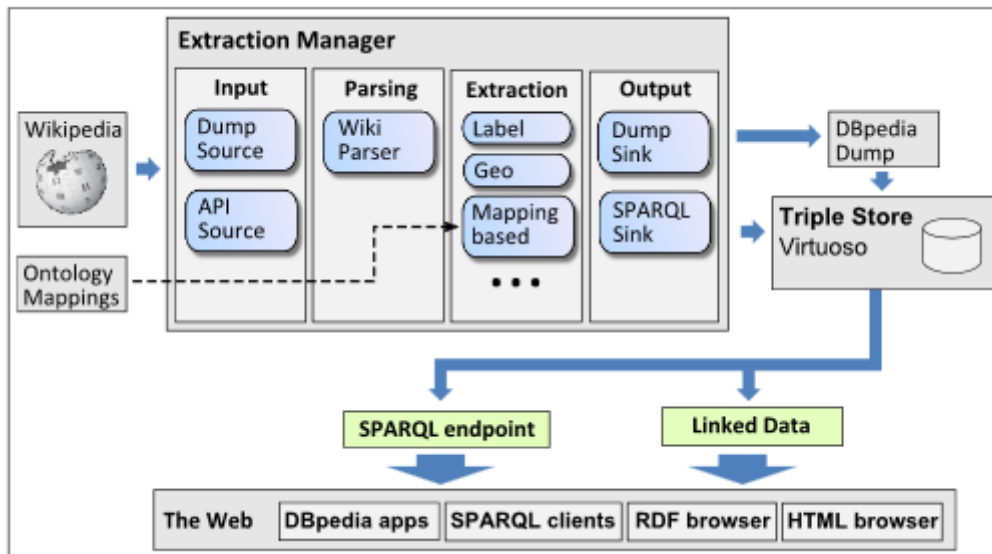 Extraction Manager
Input
Parsing
Extraction
Output
Wikipedia
Dump
Source
API
Source
Wiki
Parser
Label
Geo
Mapping
based
...
Dump
Sink
SPARQL
Sink
DBpedia
Dump
Triple Store
Virtuoso
Ontology
Mappings
SPARQL endpoint
Linked Data
The Web
DBpedia apps
SPARQL clients
RDF browser
HTML browser